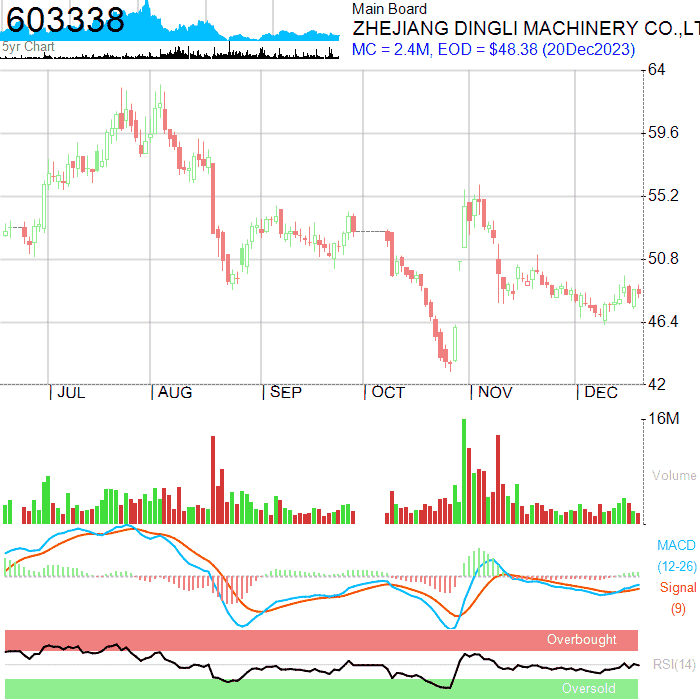 603338
5yr Chart
Main Board
ZHEJIANG DINGLI MACHINERY CO.,LT
MC = 2.4M, EOD = $48.38 (20Dec2023)
64
59.6
55.2
50.8
46.4
42
JUL
AUG
SEP
OCT
NOV
DEC
16M
Volume
MACD
(12-26)
Signal
(9)
Overbought
RSI(14)
Oversold